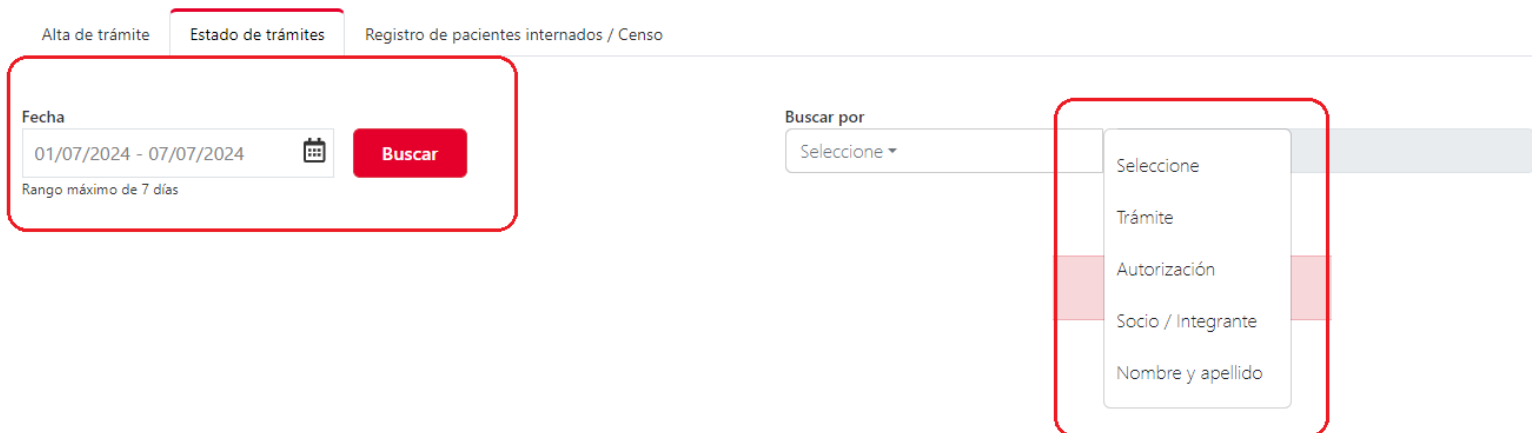 Alta de trámite Estado de trámites Registro de pacientes internados / Censo
Fecha
01/07/2024 - 07/07/2024
Buscar
Rango máximo de 7 días
Buscar por
Seleccione
Seleccione
Trámite
Autorización
Socio / Integrante
Nombre y apellido